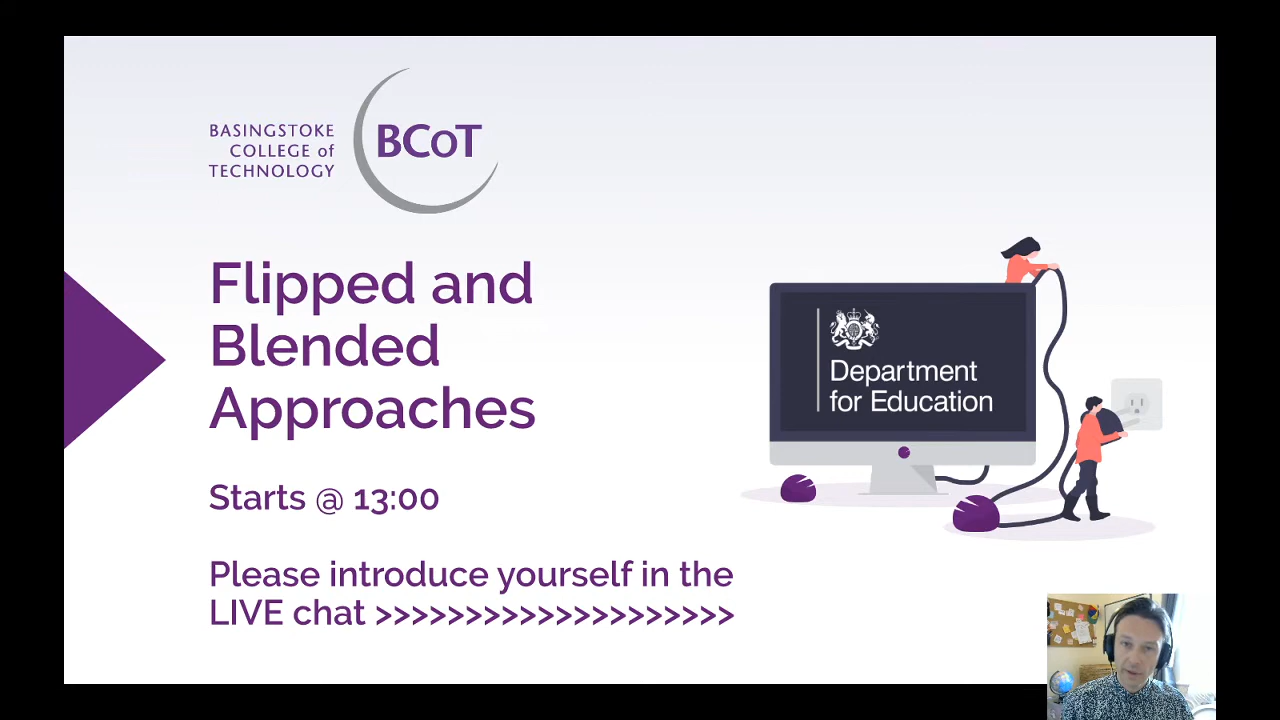 BASINGSTOKE
COLLEGE of
TECHNOLOGY
BCoT
Flipped and
Blended
Approaches
Starts @ 13:00
Please introduce yourself in the
LIVE chat >>>>>>>>>>>>>>>>>>>>
Department
for Education